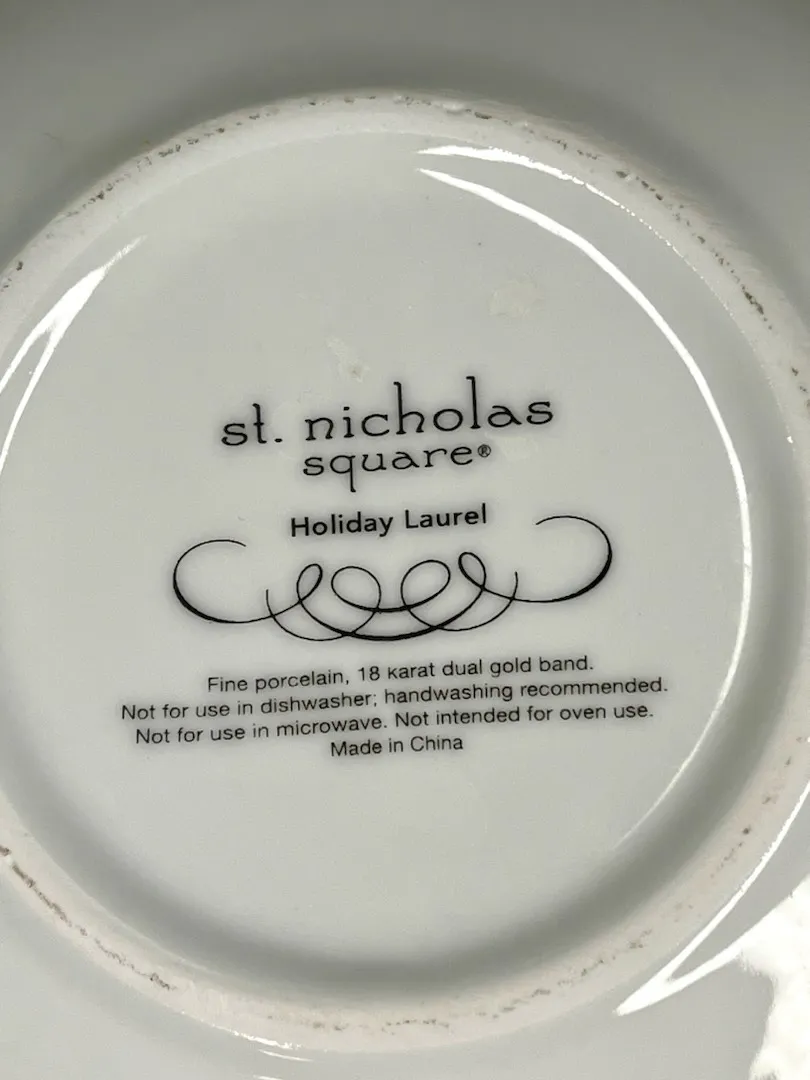 st. nicholas
square®
Holiday Laurel
Fine porcelain, 18 karat dual gold band.
Not for use in dishwasher; handwashing recommended.
Not for use in microwave. Not intended for oven use.
Made in China